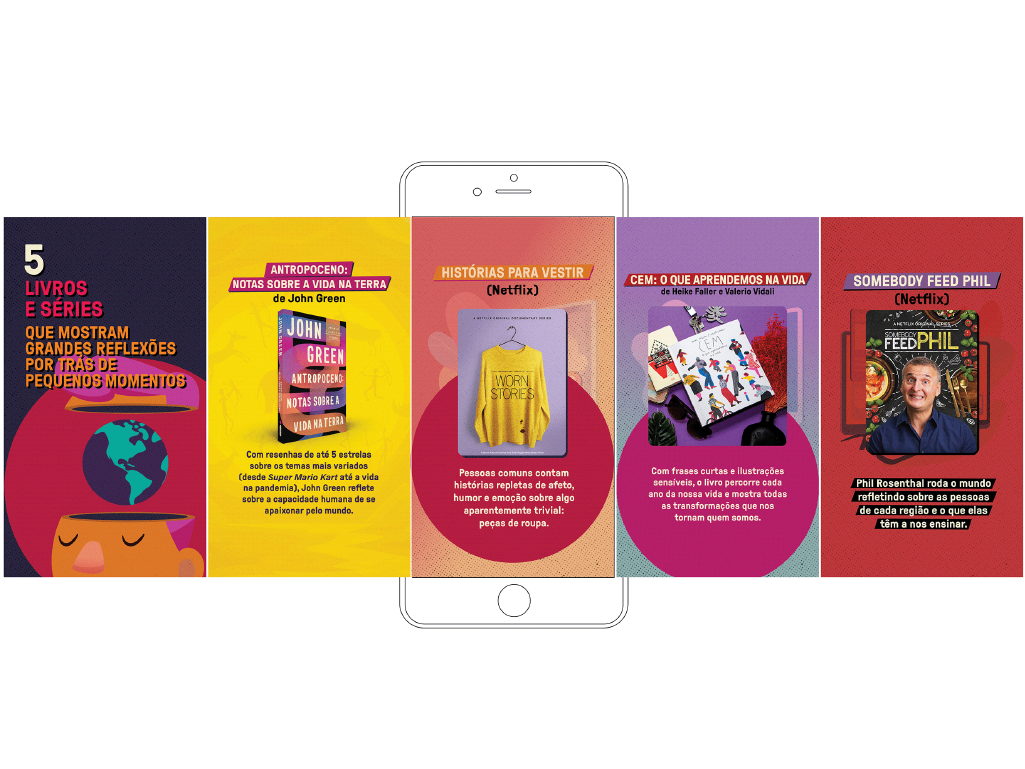 5
LIVROS
E SÉRIES
QUE MOSTRAM
GRANDES REFLEXÕES
POR TRÁS DE
PEQUENOS MOMENTOS
ANTROPOCENO:
NOTAS SOBRE A VIDA NA TERRA
de John Green
JOHN
GREEN
ANTROPOCENO:
NOTAS SOBRE A
VIDA NA TERRA
Com resenhas de até 5 estrelas
sobre os temas mais variados
(desde Super Mario Kart até a vida
na pandemia), John Green reflete
sobre a capacidade humana de se
apaixonar pelo mundo.
HISTÓRIAS PARA VESTIR
(Netflix)
A NETFLIX ORIGINAL DOCUMENTARY SERIES
WORN
STORIES
Pessoas comuns contam
histórias repletas de afeto,
humor e emoção sobre algo
aparentemente trivial:
peças de roupa.
CEM: O QUE APRENDEMOS NA VIDA
de Heike Faller e Valerio Vidali
CEM
Com frases curtas e ilustrações
sensíveis, o livro percorre cada
ano da nossa vida e mostra todas
as transformações que nos
tornam quem somos.
SOMEBODY FEED PHIL
(Netflix)
A NETFLIX ORIGINAL SERIES
SOMEBODY
FEED PHIL
Phil Rosenthal roda o mundo
refletindo sobre as pessoas
de cada região e o que elas
têm a nos ensinar.